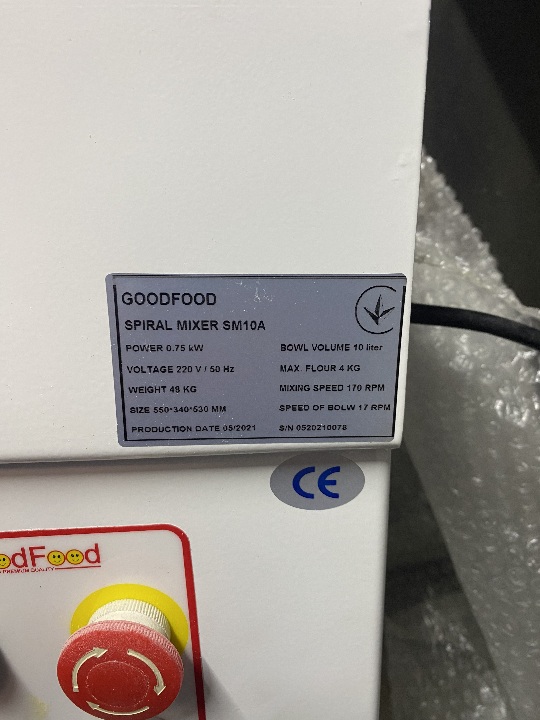 GOODFOOD
SPIRAL MIXER SM10A
POWER 0.75 kW
BOWL VOLUME 10 liter
VOLTAGE 220 V / 50 Hz
MAX. FLOUR 4 KG
WEIGHT 48 KG
MIXING SPEED 170 RPM
SIZE 550*340*530 MM
SPEED OF BOLW 17 RPM
PRODUCTION DATE 05/2021
S/N 0520210078
CE
odFood
PREMIUM QUALITY